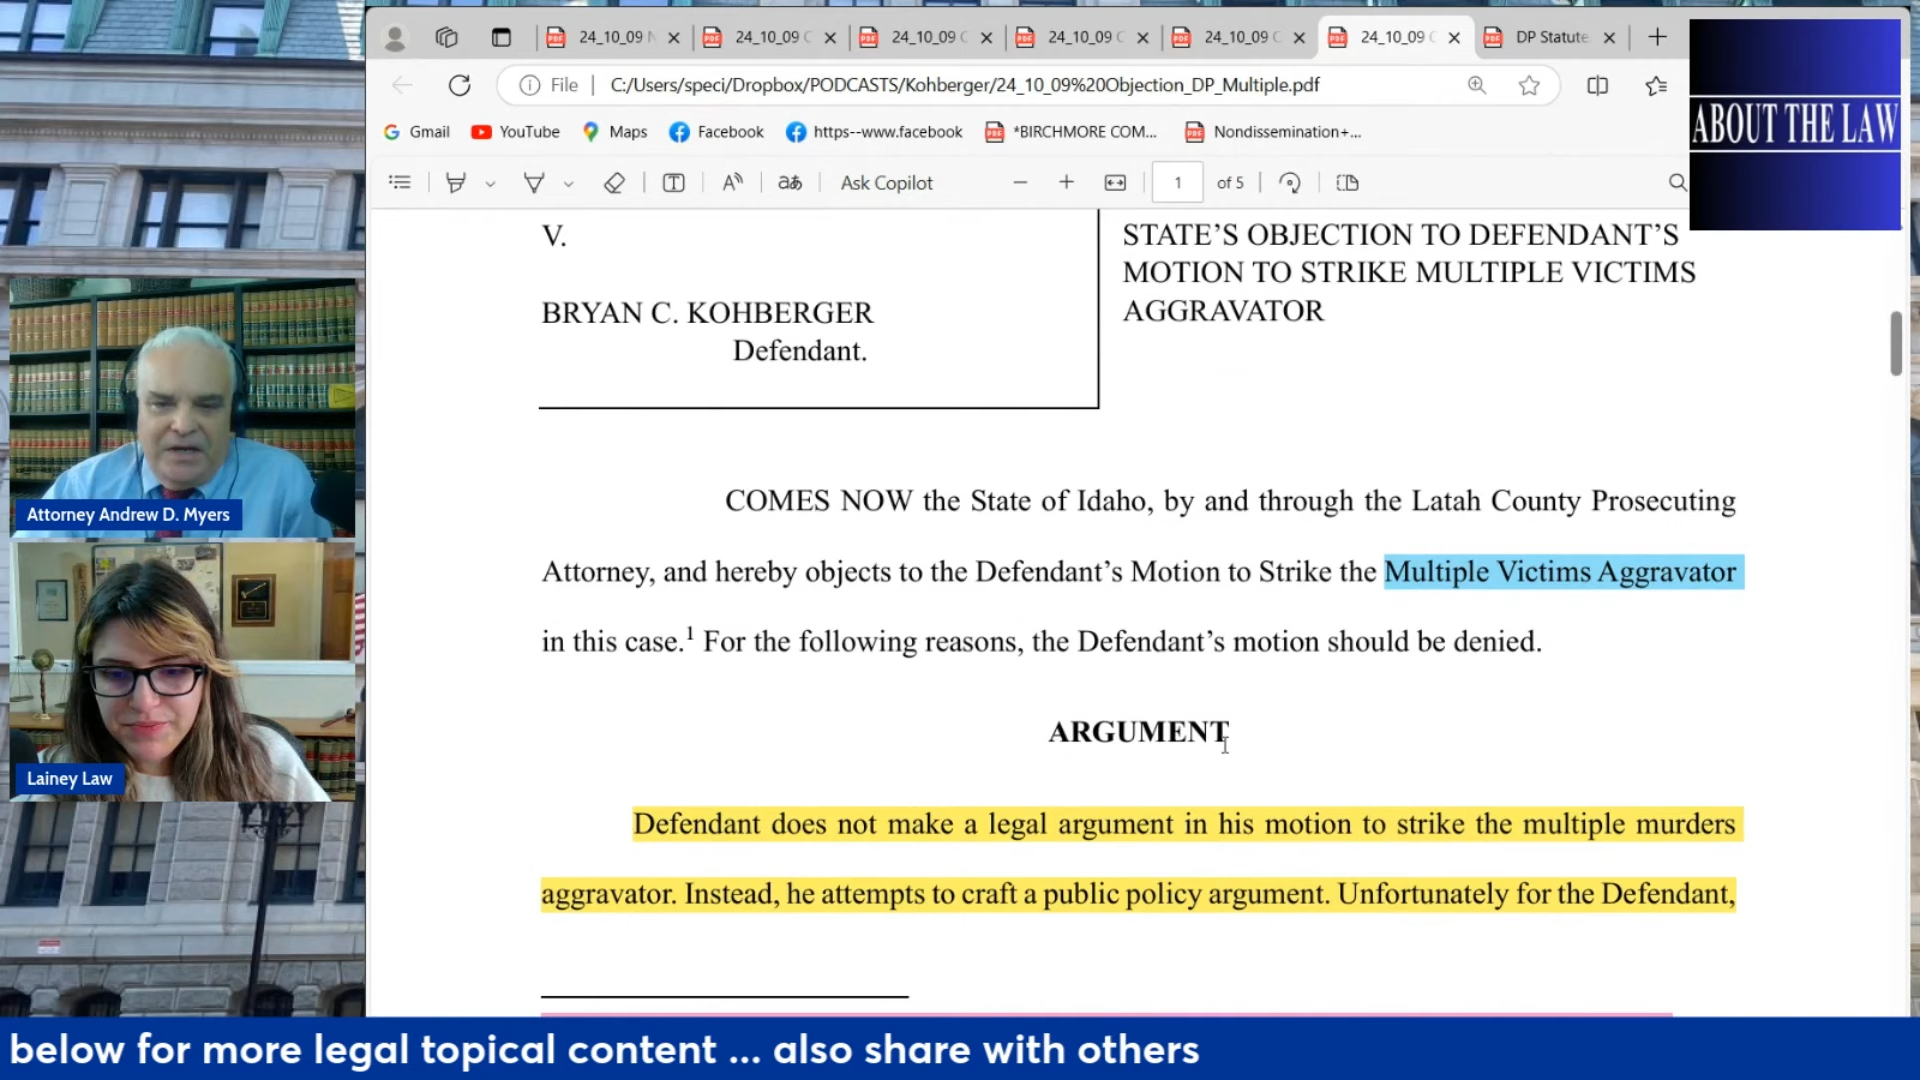 24_10_09 N
24_10_09 C
24_10_09 C
24_10_09 C
24_10_09 C
24_10_09 C
DP Statute
File
C:/Users/speci/Dropbox/PODCASTS/Kohberger/24_10_09%20Objection_DP_Multiple.pdf
Gmail
YouTube
Maps
Facebook
https--www.facebook
*BIRCHMORE COM...
Nondissemination+...
Ask Copilot
1
of 5
ABOUT THE LAW
V.
BRYAN C. KOHBERGER
Defendant.
STATE'S OBJECTION TO DEFENDANT'S
MOTION TO STRIKE MULTIPLE VICTIMS
AGGRAVATOR
COMES NOW the State of Idaho, by and through the Latah County Prosecuting
Attorney, and hereby objects to the Defendant's Motion to Strike the Multiple Victims Aggravator
in this case.1 For the following reasons, the Defendant's motion should be denied.
ARGUMENT
Defendant does not make a legal argument in his motion to strike the multiple murders
aggravator. Instead, he attempts to craft a public policy argument. Unfortunately for the Defendant,
Attorney Andrew D. Myers
Lainey Law
below for more legal topical content ... also share with others